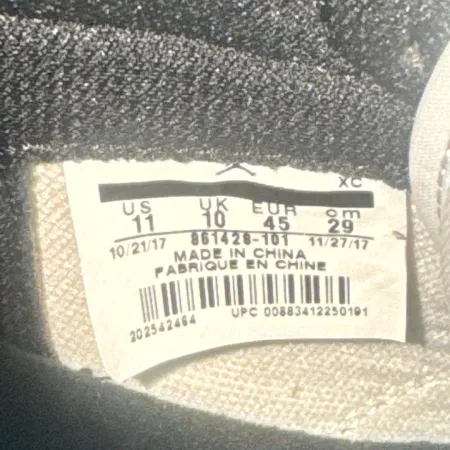 XC
US UK EUR cm
11 10 45 29
10/21/17 861428-101 11/27/17
MADE IN CHINA
FABRIQUE EN CHINE
202542464 UPC 00883412250191